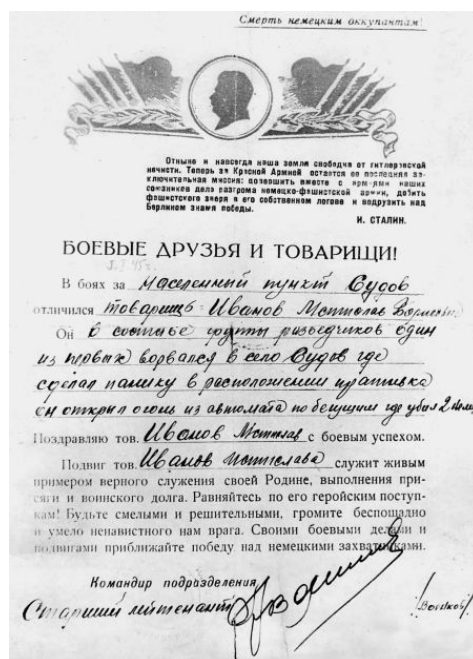 Смерть немецким оккупантам!
Отныне и навсегда наша земля свободна от гитлеровской
нечисти. Теперь за Красной Армией остается ее последняя за-
ключительная миссия: довершить вместе с армиями наших
союзников дело разгрома немецко-фашистской армии, добить
фашистского зверя в его собственном логове и водрузить над
Берлином знамя победы.
И. СТАЛИН.
БОЕВЫЕ ДРУЗЬЯ И ТОВАРИЩИ!
В боях за населенный пункт Судов
отличился товарищ Иванов Мстислав
Он в составе группы разведчиков один
из первых ворвался в село Судов где
сделал панику в расположении противника
он открыл огонь из автомата по бегущим где убил 2
Поздравляю тов. Иванов Мстислав с боевым успехом.
Подвиг тов. Иванов Мстислава служит живым
примером верного служения своей Родине, выполнения при-
сяги и воинского долга. Равняйтесь по его геройским поступ-
кам! Будьте смелыми и решительными, громите беспощадно
и умело ненавистного нам врага. Своими боевыми делами и
подвигами приближайте победу над немецкими захватчиками.
Командир подразделения
Старший лейтенант